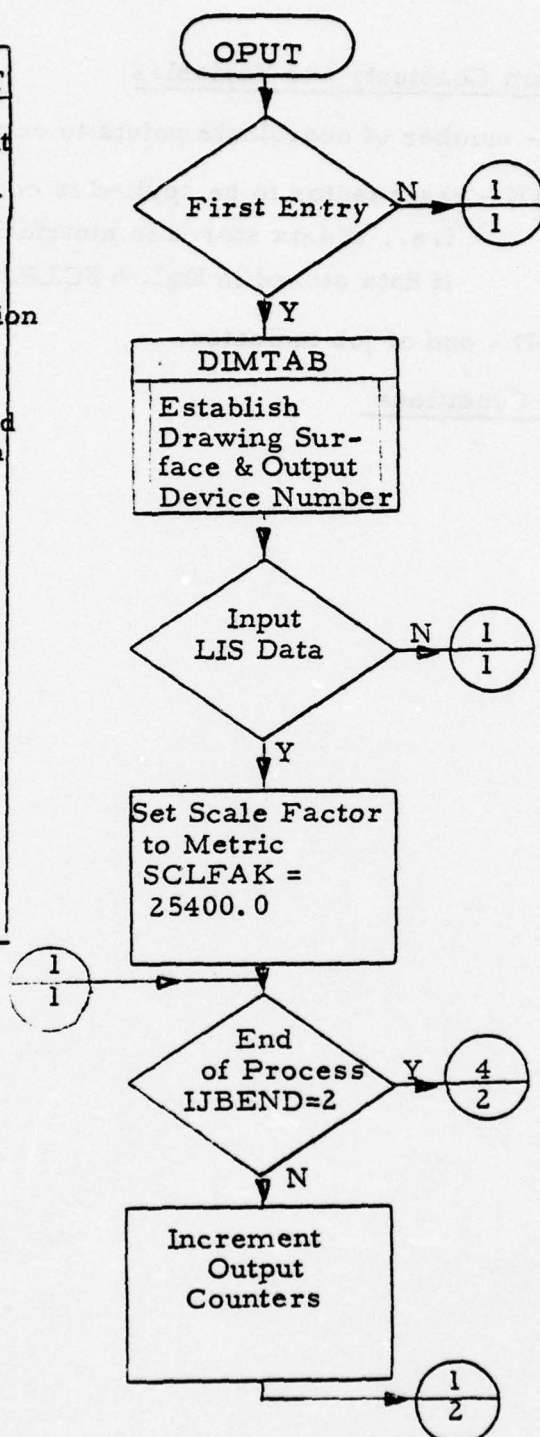 OPUT
First Entry
N
1
1
Y
DIMTAB
Establish
Drawing Sur-
face & Output
Device Number
Input
LIS Data
N
1
1
Y
Set Scale Factor
to Metric
SCLFAK =
25400.0
1
1
End
of Process
IJBEND=2
Y
4
2
N
Increment
Output
Counters
1
2